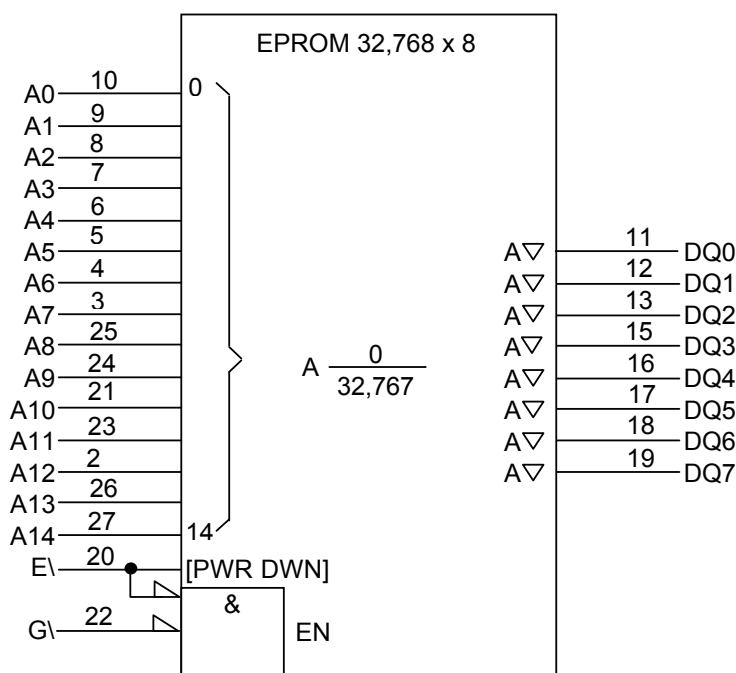 EPROM 32,768 x 8
A0 10 0
A1 9
A2 8
A3 7
A4 6
A5 5
A6 4
A7 3
A8 25
A9 24
A10 21
A11 23
A12 2
A13 26
A14 27 14
A 0
32,767
A 11 DQ0
A 12 DQ1
A 13 DQ2
A 15 DQ3
A 16 DQ4
A 17 DQ5
A 18 DQ6
A 19 DQ7
E\ 20 [PWR DWN]
&
G\ 22 EN